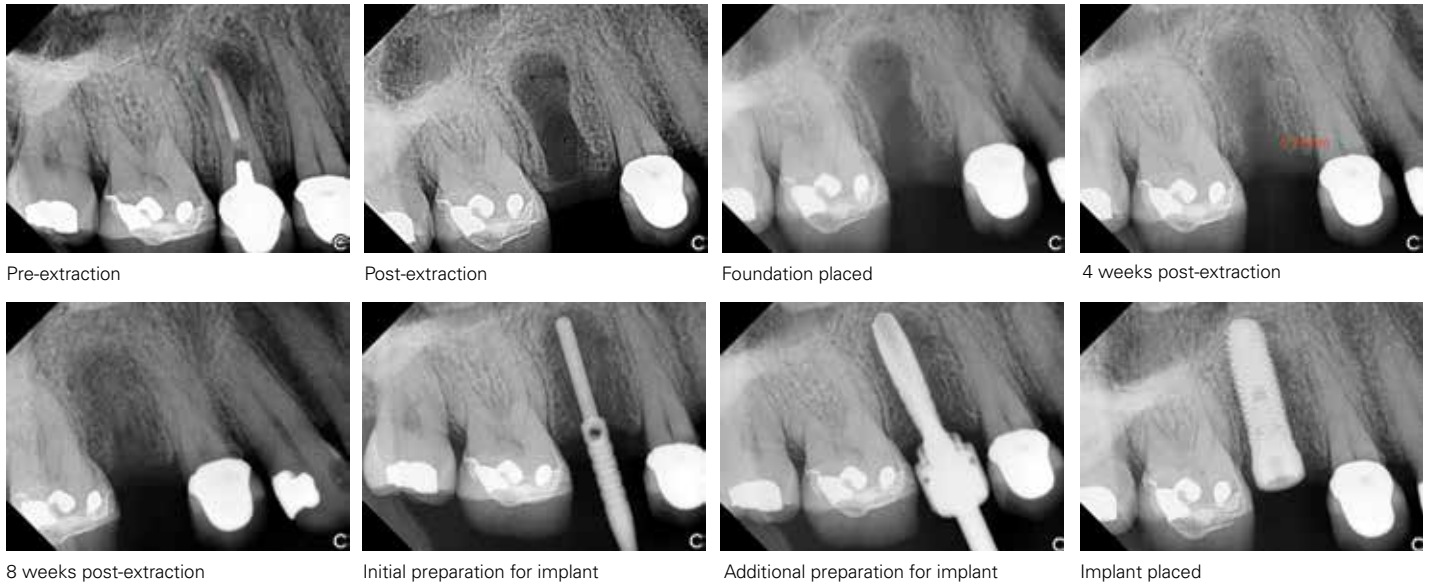 C
C
C
C
Pre-extraction
Post-extraction
Foundation placed
4 weeks post-extraction
C
C
C
C
8 weeks post-extraction
Initial preparation for implant
Additional preparation for implant
Implant placed